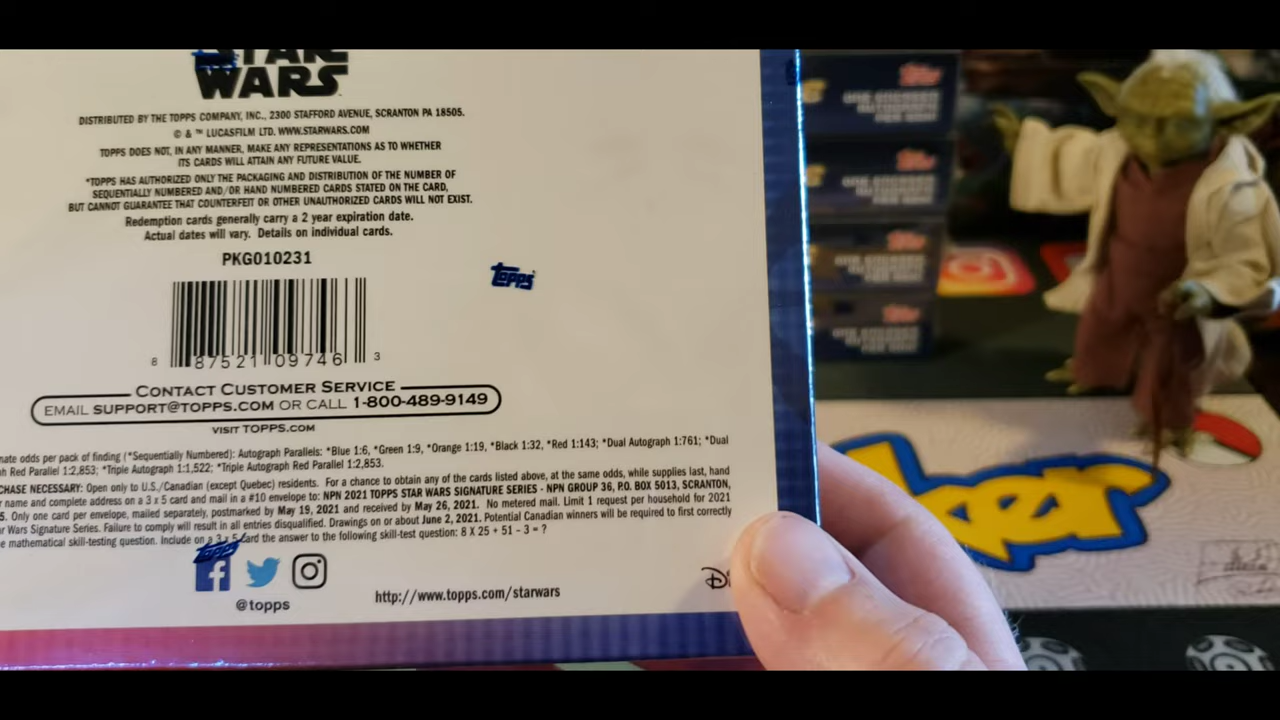 STAR
WARS
DISTRIBUTED BY THE TOPPS COMPANY, INC., 2300 STAFFORD AVENUE, SCRANTON PA 18505.
© & ™ LUCASFILM LTD. WWW.STARWARS.COM
TOPPS DOES NOT, IN ANY MANNER, MAKE ANY REPRESENTATIONS AS TO WHETHER
ITS CARDS WILL ATTAIN ANY FUTURE VALUE.
*TOPPS HAS AUTHORIZED ONLY THE PACKAGING AND DISTRIBUTION OF THE NUMBER OF
SEQUENTIALLY NUMBERED AND/OR HAND NUMBERED CARDS STATED ON THE CARD,
BUT CANNOT GUARANTEE THAT COUNTERFEIT OR OTHER UNAUTHORIZED CARDS WILL NOT EXIST.
Redemption cards generally carry a 2 year expiration date.
Actual dates will vary. Details on individual cards.
PKG010231
topps
8 87521 09746 3
CONTACT CUSTOMER SERVICE
EMAIL SUPPORT@TOPPS.COM OR CALL 1-800-489-9149
VISIT TOPPS.COM
mate odds per pack of finding (*Sequentially Numbered): Autograph Parallels: *Blue 1:6, *Green 1:9, *Orange 1:19, *Black 1:32, *Red 1:143; *Dual Autograph 1:761; *Dual
h Red Parallel 1:2,853; *Triple Autograph 1:1,522; *Triple Autograph Red Parallel 1:2,853.
CHASE NECESSARY: Open only to U.S./Canadian (except Quebec) residents. For a chance to obtain any of the cards listed above, at the same odds, while supplies last, hand
r name and complete address on a 3 x 5 card and mail in a #10 envelope to: NPN 2021 TOPPS STAR WARS SIGNATURE SERIES - NPN GROUP 36, P.O. BOX 5013, SCRANTON,
5. Only one card per envelope, mailed separately, postmarked by May 19, 2021 and received by May 26, 2021. No metered mail. Limit 1 request per household for 2021
r Wars Signature Series. Failure to comply will result in all entries disqualified. Drawings on or about June 2, 2021. Potential Canadian winners will be required to first correctly
e mathematical skill-testing question. Include on a 3 x 5 card the answer to the following skill-test question: 8 X 25 + 51 - 3 = ?
topps
@topps
http://www.topps.com/starwars